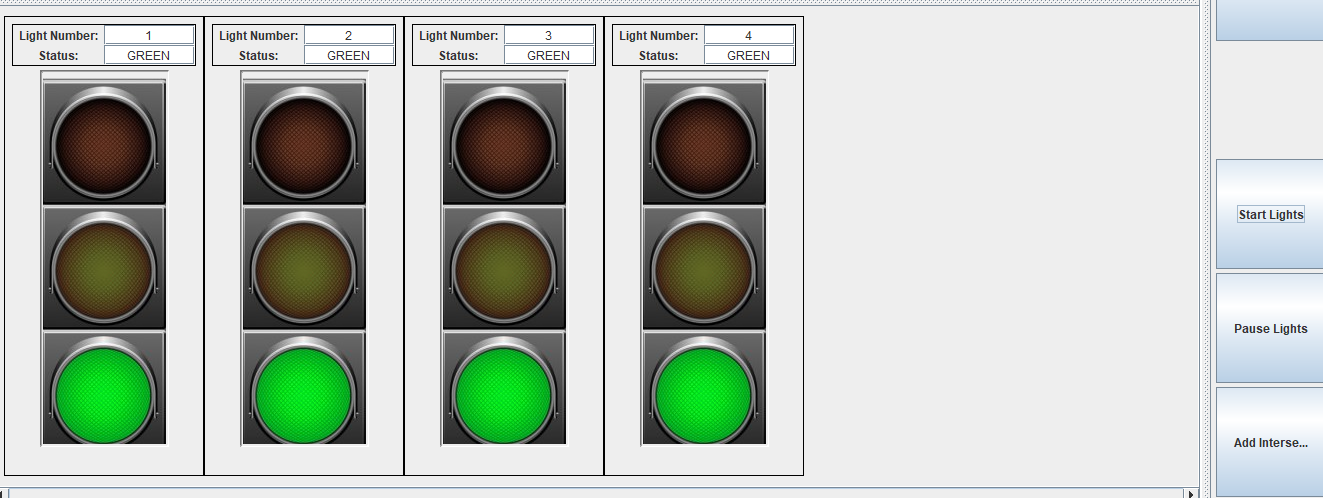 Light Number: 1
Status: GREEN
Light Number: 2
Status: GREEN
Light Number: 3
Status: GREEN
Light Number: 4
Status: GREEN
Start Lights
Pause Lights
Add Interse...